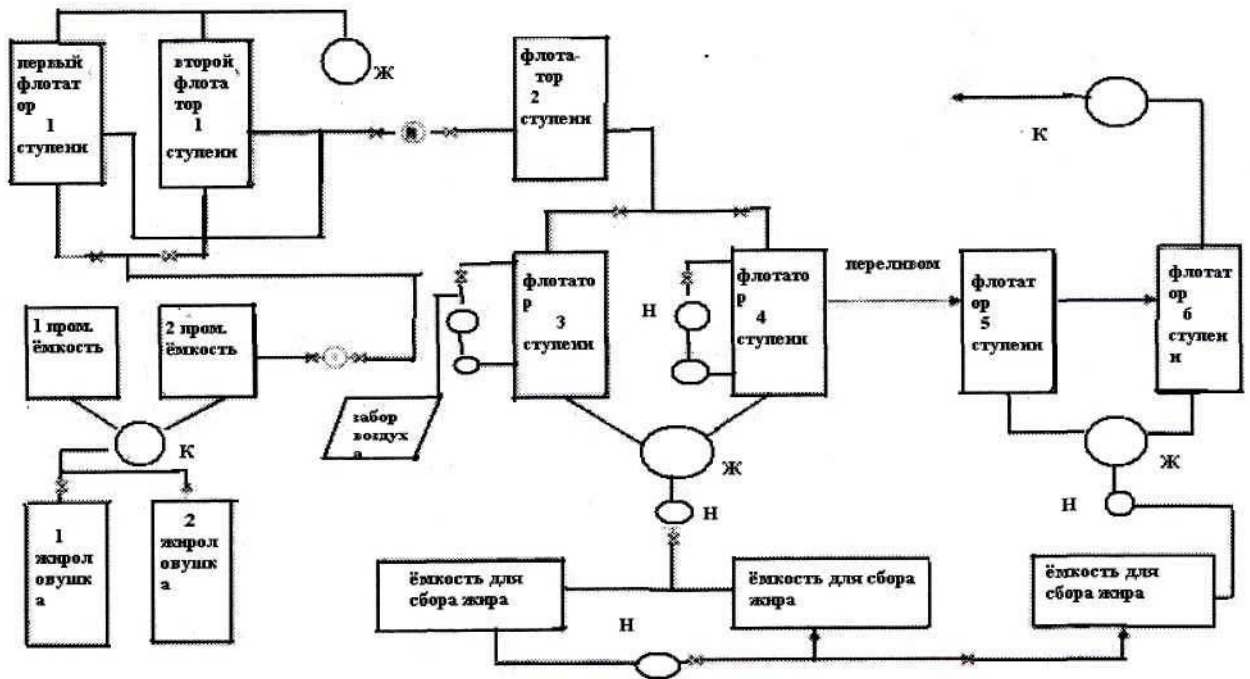 первый
флотат
ор
1
ступени
второй
флота
тор
1
ступени
Ж
флота-
тор
2
ступени
К
флотато
р
3
ступени
Н
флотато
р
4
ступени
переливом
флотат
ор
5
ступени
флотат
ор
6
ступен
и
1 пром.
ёмкость
2 пром.
ёмкость
забор
воздух
а
К
Ж
Ж
Н
Н
1
жирол
овушк
а
2
жирол
овушк
а
ёмкость для
сбора жира
ёмкость для сбора
жира
ёмкость для
сбора жира
Н